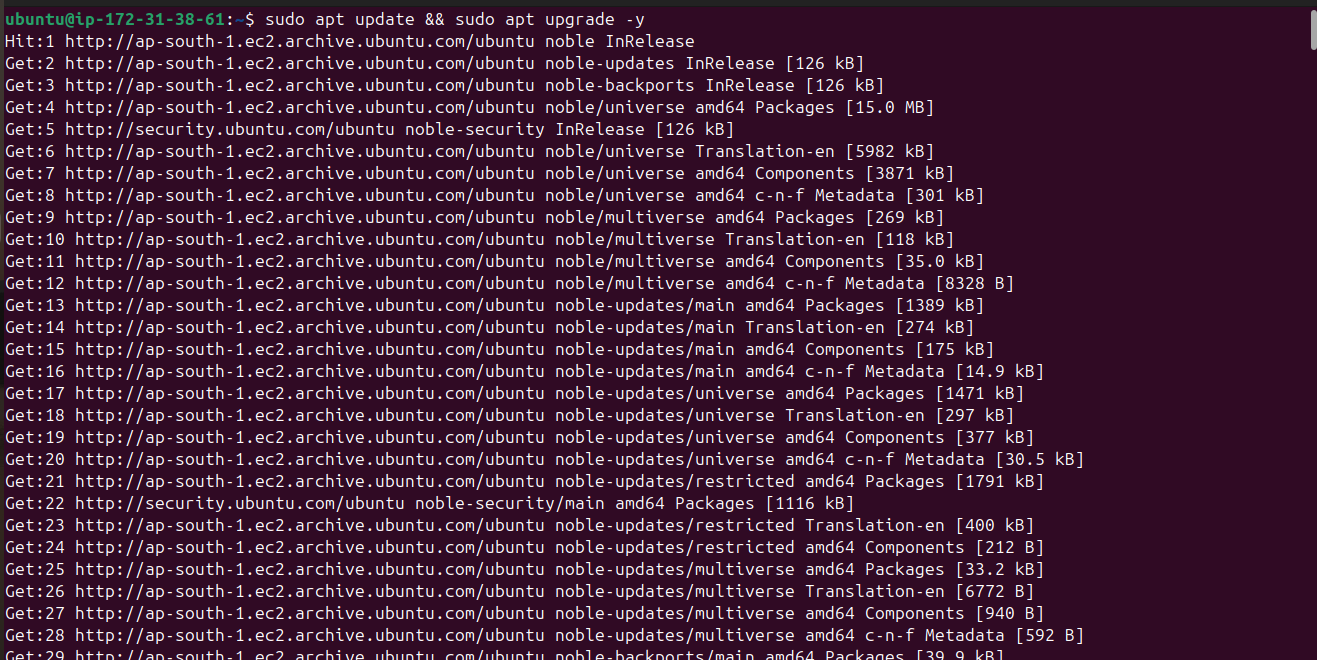 ubuntu@ip-172-31-38-61:~$ sudo apt update && sudo apt upgrade -y
Hit:1 http://ap-south-1.ec2.archive.ubuntu.com/ubuntu noble InRelease
Get:2 http://ap-south-1.ec2.archive.ubuntu.com/ubuntu noble-updates InRelease [126 kB]
Get:3 http://ap-south-1.ec2.archive.ubuntu.com/ubuntu noble-backports InRelease [126 kB]
Get:4 http://ap-south-1.ec2.archive.ubuntu.com/ubuntu noble/universe amd64 Packages [15.0 MB]
Get:5 http://security.ubuntu.com/ubuntu noble-security InRelease [126 kB]
Get:6 http://ap-south-1.ec2.archive.ubuntu.com/ubuntu noble/universe Translation-en [5982 kB]
Get:7 http://ap-south-1.ec2.archive.ubuntu.com/ubuntu noble/universe amd64 Components [3871 kB]
Get:8 http://ap-south-1.ec2.archive.ubuntu.com/ubuntu noble/universe amd64 c-n-f Metadata [301 kB]
Get:9 http://ap-south-1.ec2.archive.ubuntu.com/ubuntu noble/multiverse amd64 Packages [269 kB]
Get:10 http://ap-south-1.ec2.archive.ubuntu.com/ubuntu noble/multiverse Translation-en [118 kB]
Get:11 http://ap-south-1.ec2.archive.ubuntu.com/ubuntu noble/multiverse amd64 Components [35.0 kB]
Get:12 http://ap-south-1.ec2.archive.ubuntu.com/ubuntu noble/multiverse amd64 c-n-f Metadata [8328 B]
Get:13 http://ap-south-1.ec2.archive.ubuntu.com/ubuntu noble-updates/main amd64 Packages [1389 kB]
Get:14 http://ap-south-1.ec2.archive.ubuntu.com/ubuntu noble-updates/main Translation-en [274 kB]
Get:15 http://ap-south-1.ec2.archive.ubuntu.com/ubuntu noble-updates/main amd64 Components [175 kB]
Get:16 http://ap-south-1.ec2.archive.ubuntu.com/ubuntu noble-updates/main amd64 c-n-f Metadata [14.9 kB]
Get:17 http://ap-south-1.ec2.archive.ubuntu.com/ubuntu noble-updates/universe amd64 Packages [1471 kB]
Get:18 http://ap-south-1.ec2.archive.ubuntu.com/ubuntu noble-updates/universe Translation-en [297 kB]
Get:19 http://ap-south-1.ec2.archive.ubuntu.com/ubuntu noble-updates/universe amd64 Components [377 kB]
Get:20 http://ap-south-1.ec2.archive.ubuntu.com/ubuntu noble-updates/universe amd64 c-n-f Metadata [30.5 kB]
Get:21 http://ap-south-1.ec2.archive.ubuntu.com/ubuntu noble-updates/restricted amd64 Packages [1791 kB]
Get:22 http://security.ubuntu.com/ubuntu noble-security/main amd64 Packages [1116 kB]
Get:23 http://ap-south-1.ec2.archive.ubuntu.com/ubuntu noble-updates/restricted Translation-en [400 kB]
Get:24 http://ap-south-1.ec2.archive.ubuntu.com/ubuntu noble-updates/restricted amd64 Components [212 B]
Get:25 http://ap-south-1.ec2.archive.ubuntu.com/ubuntu noble-updates/multiverse amd64 Packages [33.2 kB]
Get:26 http://ap-south-1.ec2.archive.ubuntu.com/ubuntu noble-updates/multiverse Translation-en [6772 B]
Get:27 http://ap-south-1.ec2.archive.ubuntu.com/ubuntu noble-updates/multiverse amd64 Components [940 B]
Get:28 http://ap-south-1.ec2.archive.ubuntu.com/ubuntu noble-updates/multiverse amd64 c-n-f Metadata [592 B]
Get:29 http://ap-south-1.ec2.archive.ubuntu.com/ubuntu noble-backports/main amd64 Packages [39.9 kB]